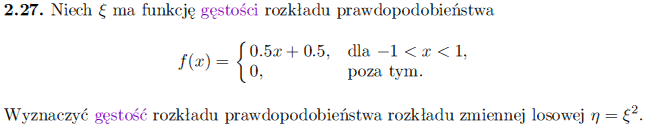 2.27. Niech ξ ma funkcję gęstości rozkładu prawdopodobieństwa
f(x) = { 0.5x + 0.5, dla −1 < x < 1,
0, poza tym.
Wyznaczyć gęstość rozkładu prawdopodobieństwa rozkładu zmiennej losowej η = ξ².